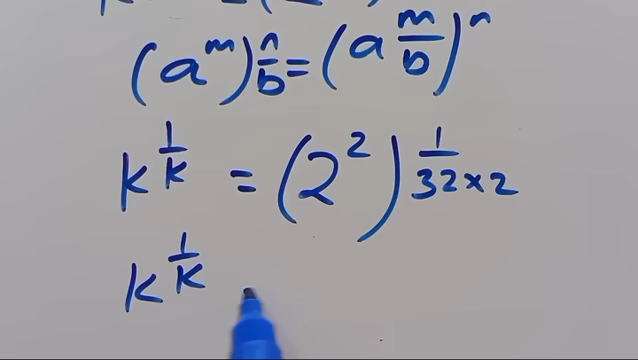 (a^m)^{n/b} = (a^{m/b})^n
K^{1/K} = (2^2)^{1/32×2}
K^{1/K}